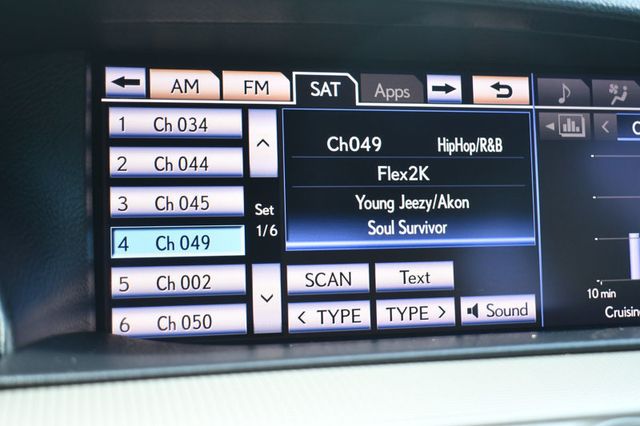 AM FM SAT Apps
1 Ch 034
2 Ch 044
3 Ch 045
4 Ch 049
5 Ch 002
6 Ch 050
Set
1/6
Ch049 HipHop/R&B
Flex2K
Young Jeezy/Akon
Soul Survivor
SCAN Text
< TYPE TYPE > Sound
10 min